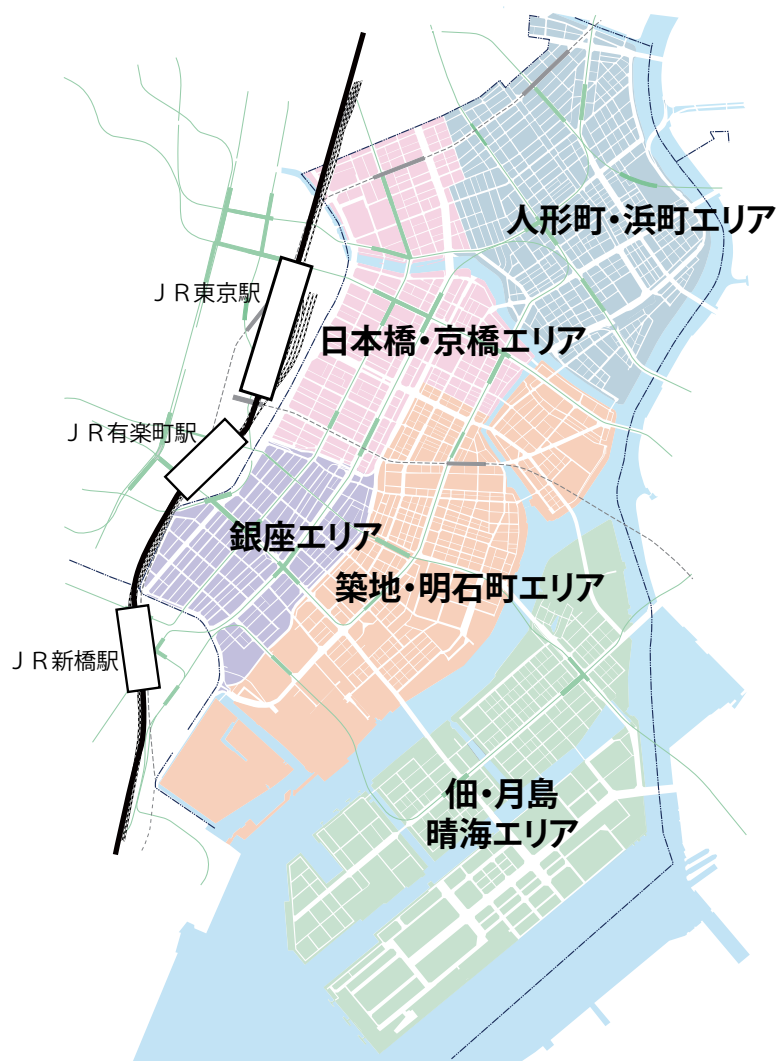 人形町・浜町エリア
ＪＲ東京駅
日本橋・京橋エリア
ＪＲ有楽町駅
銀座エリア
築地・明石町エリア
ＪＲ新橋駅
佃・月島
晴海エリア